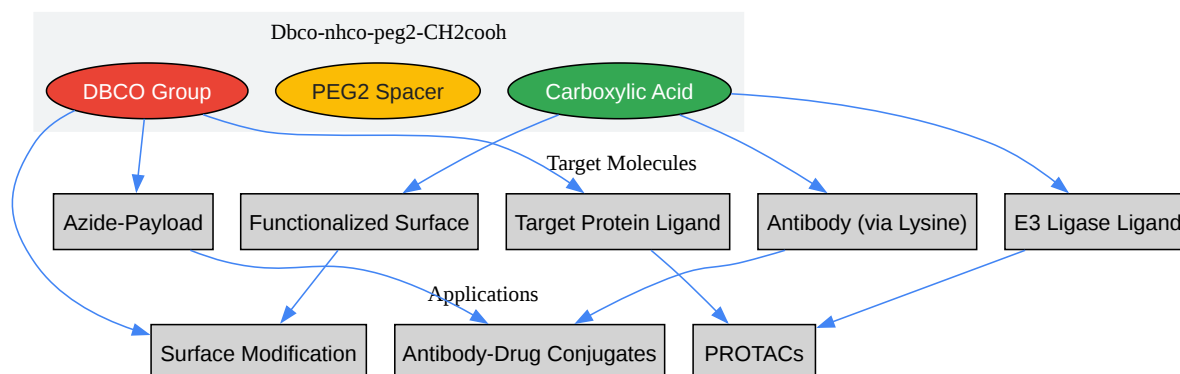 Dbco-nhco-peg2-CH2cooh
DBCO Group
PEG2 Spacer
Carboxylic Acid
Target Molecules
Azide-Payload
Functionalized Surface
Target Protein Ligand
Antibody (via Lysine)
E3 Ligase Ligand
Applications
Surface Modification
Antibody-Drug Conjugates
PROTACs